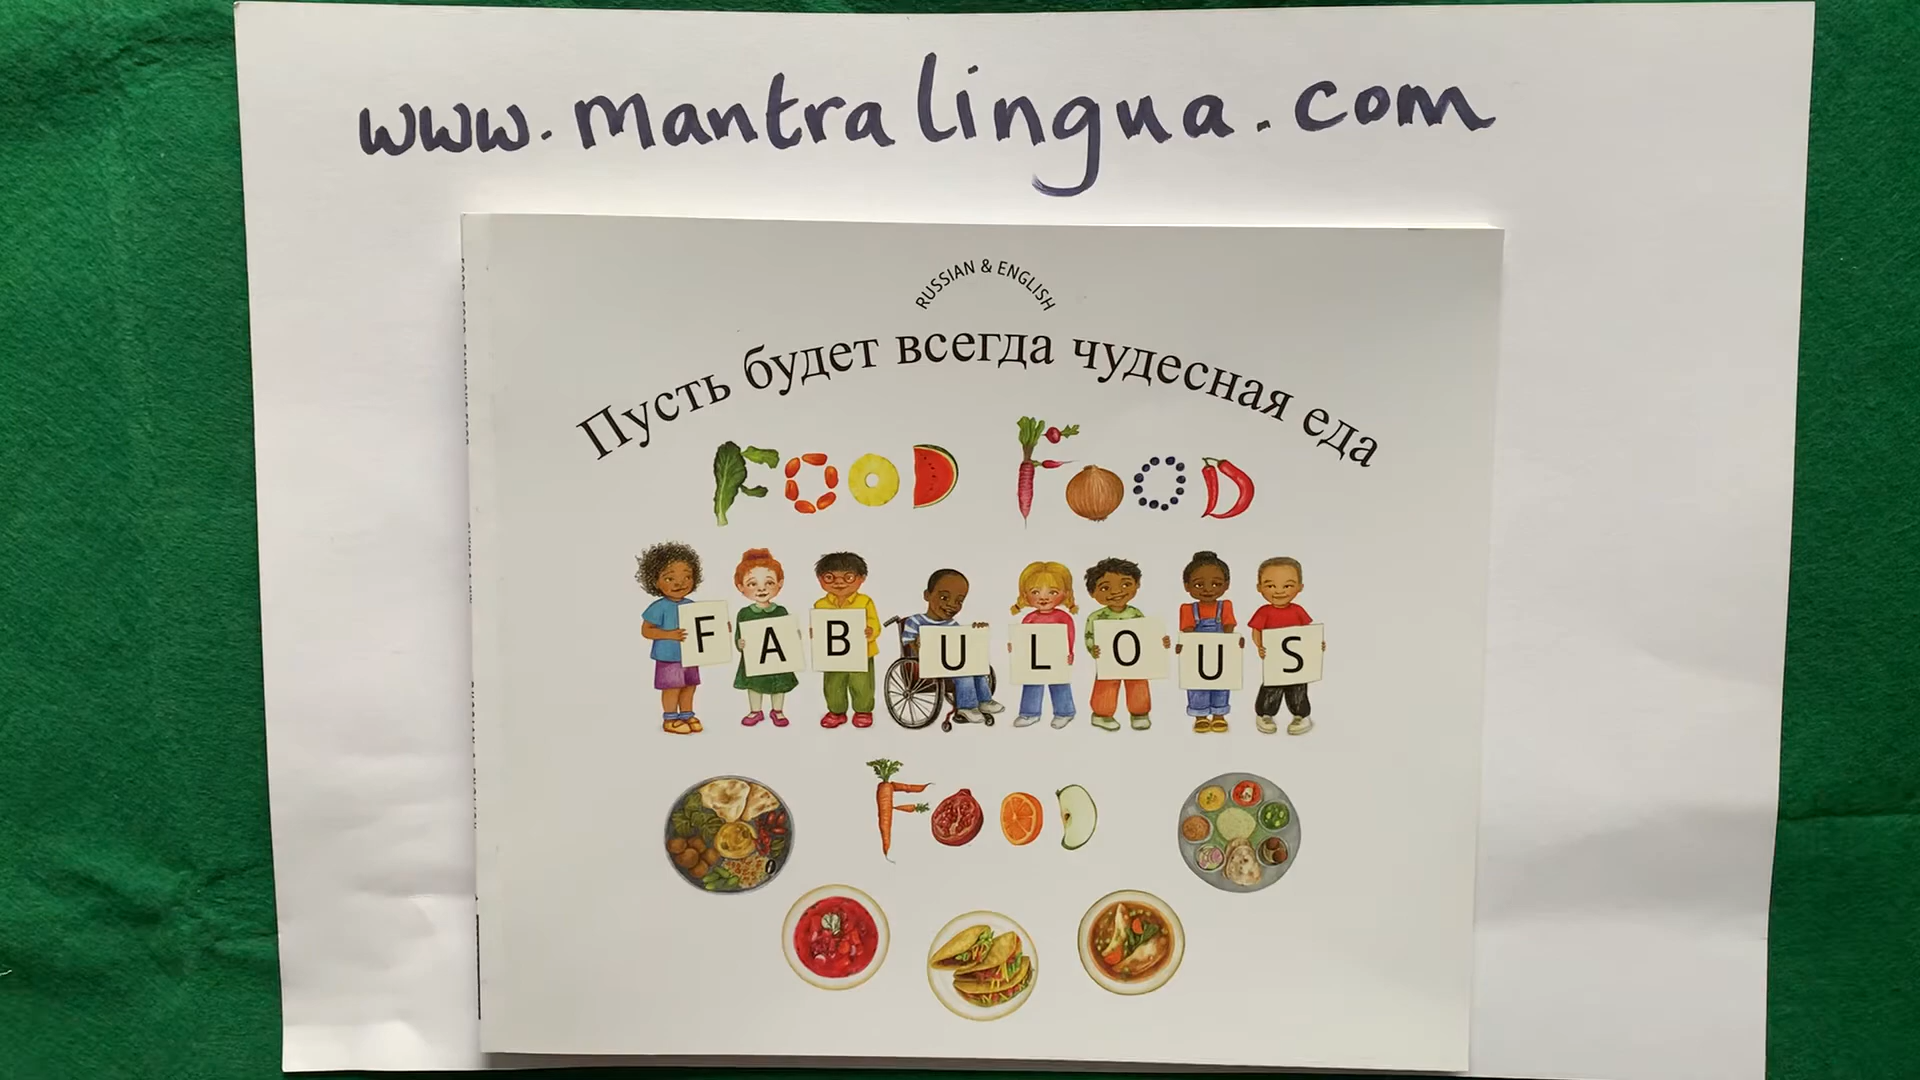 www.mantralingua.com
RUSSIAN & ENGLISH
Пусть будет всегда чудесная еда
FOOD FOOD
FABULOUS
FOOD